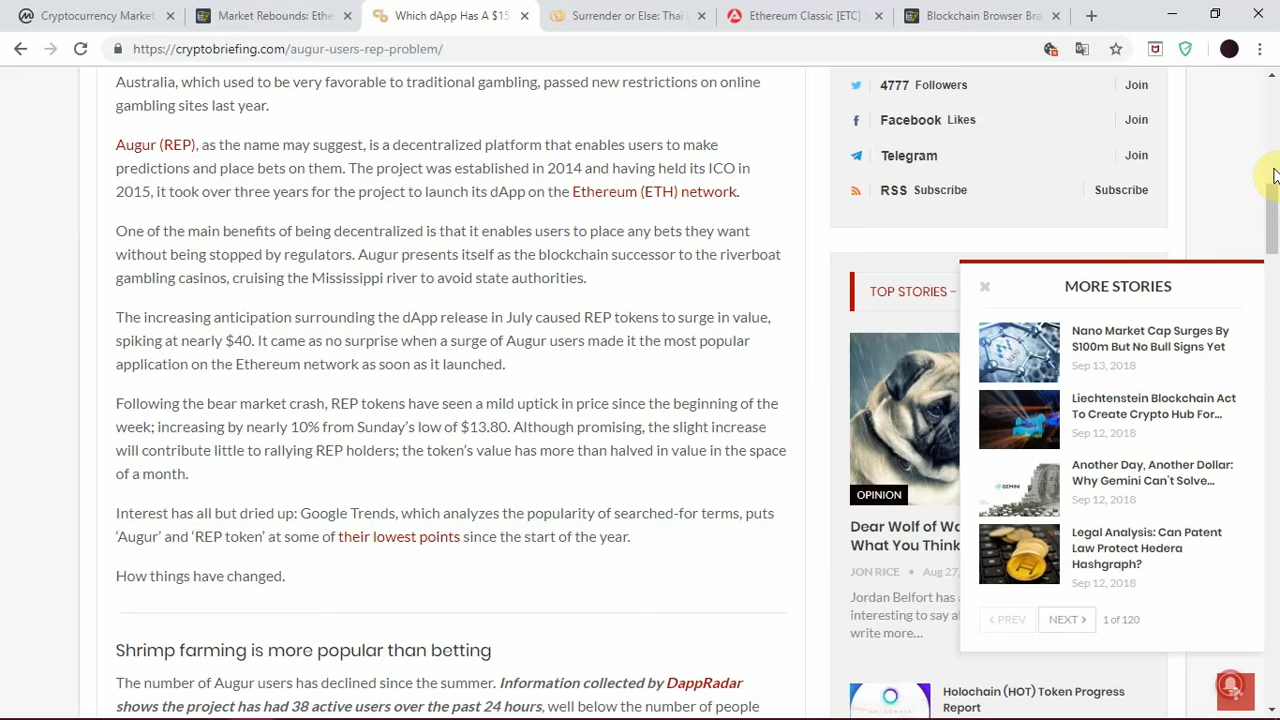 Cryptocurrency Market
Market Rebounds: Ethe
Which dApp Has A $15
Surrender or Else: Thai
Ethereum Classic [ETC]
Blockchain Browser Bra
https://cryptobriefing.com/augur-users-rep-problem/
Australia, which used to be very favorable to traditional gambling, passed new restrictions on online
gambling sites last year.
Augur (REP), as the name may suggest, is a decentralized platform that enables users to make
predictions and place bets on them. The project was established in 2014 and having held its ICO in
2015, it took over three years for the project to launch its dApp on the Ethereum (ETH) network.
One of the main benefits of being decentralized is that it enables users to place any bets they want
without being stopped by regulators. Augur presents itself as the blockchain successor to the riverboat
gambling casinos, cruising the Mississippi river to avoid state authorities.
The increasing anticipation surrounding the dApp release in July caused REP tokens to surge in value,
spiking at nearly $40. It came as no surprise when a surge of Augur users made it the most popular
application on the Ethereum network as soon as it launched.
Following the bear market crash, REP tokens have seen a mild uptick in price since the beginning of the
week; increasing by nearly 10% from Sunday's low of $13.80. Although promising, the slight increase
will contribute little to rallying REP holders; the token's value has more than halved in value in the space
of a month.
Interest has all but dried up: Google Trends, which analyzes the popularity of searched-for terms, puts
'Augur' and 'REP token' at some of their lowest points since the start of the year.
How things have changed.
Shrimp farming is more popular than betting
The number of Augur users has declined since the summer. Information collected by DappRadar
shows the project has had 38 active users over the past 24 hours, well below the number of people
4777 Followers Join
Facebook Likes Join
Telegram Join
RSS Subscribe Subscribe
TOP STORIES –
OPINION
Dear Wolf of Wa
What You Think
JON RICE • Aug 27,
Jordan Belfort has a
interesting to say al
write more...
Holochain (HOT) Token Progress
Report
MORE STORIES
Nano Market Cap Surges By
$100m But No Bull Signs Yet
Sep 13, 2018
Liechtenstein Blockchain Act
To Create Crypto Hub For...
Sep 12, 2018
Another Day, Another Dollar:
Why Gemini Can't Solve...
Sep 12, 2018
GEMINI
Legal Analysis: Can Patent
Law Protect Hedera
Hashgraph?
Sep 12, 2018
PREV NEXT 1 of 120